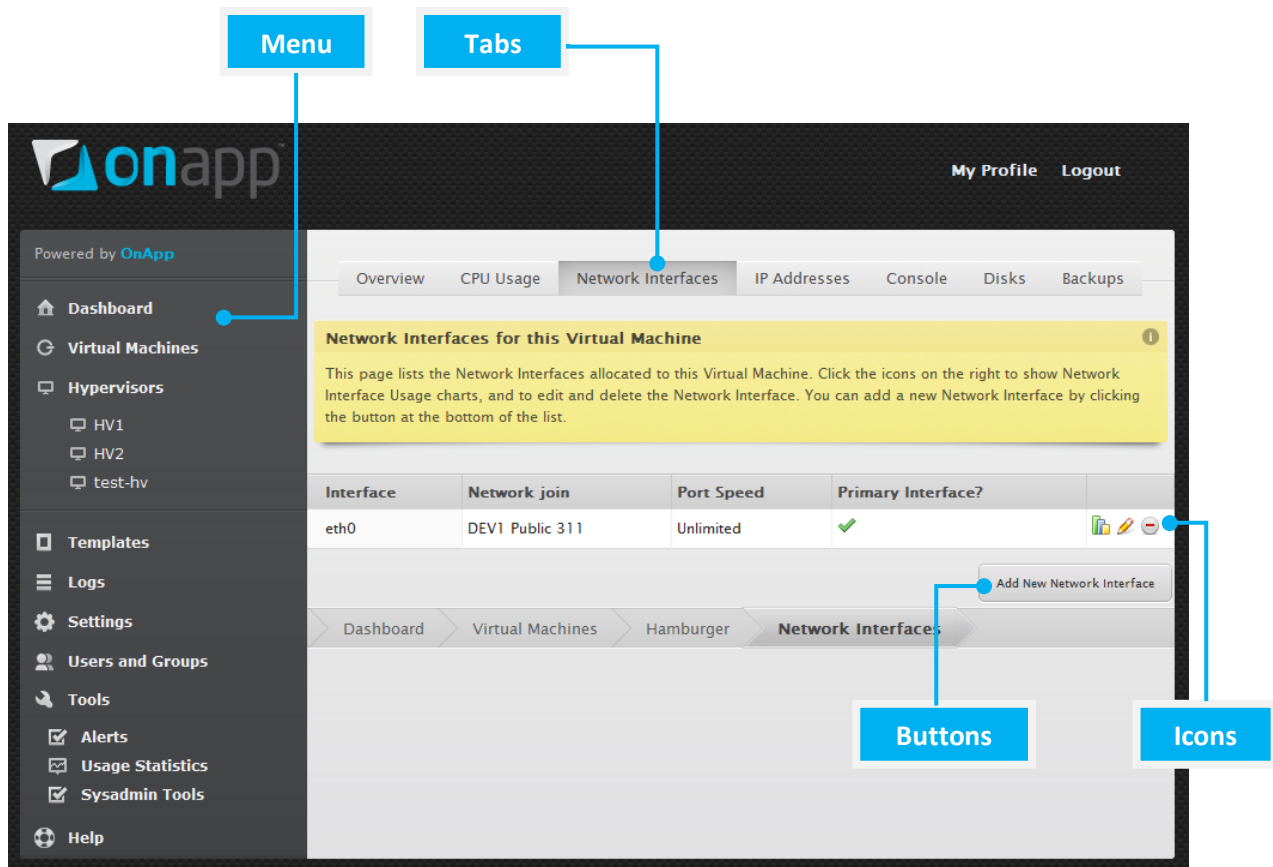 Menu
Tabs
onapp
My Profile Logout
Powered by OnApp
Dashboard
Virtual Machines
Hypervisors
HV1
HV2
test-hv
Templates
Logs
Settings
Users and Groups
Tools
Alerts
Usage Statistics
Sysadmin Tools
Help
Overview CPU Usage Network Interfaces IP Addresses Console Disks Backups
Network Interfaces for this Virtual Machine
This page lists the Network Interfaces allocated to this Virtual Machine. Click the icons on the right to show Network
Interface Usage charts, and to edit and delete the Network Interface. You can add a new Network Interface by clicking
the button at the bottom of the list.
Interface Network join Port Speed Primary Interface?
eth0 DEV1 Public 311 Unlimited
Add New Network Interface
Dashboard Virtual Machines Hamburger Network Interfaces
Buttons
Icons